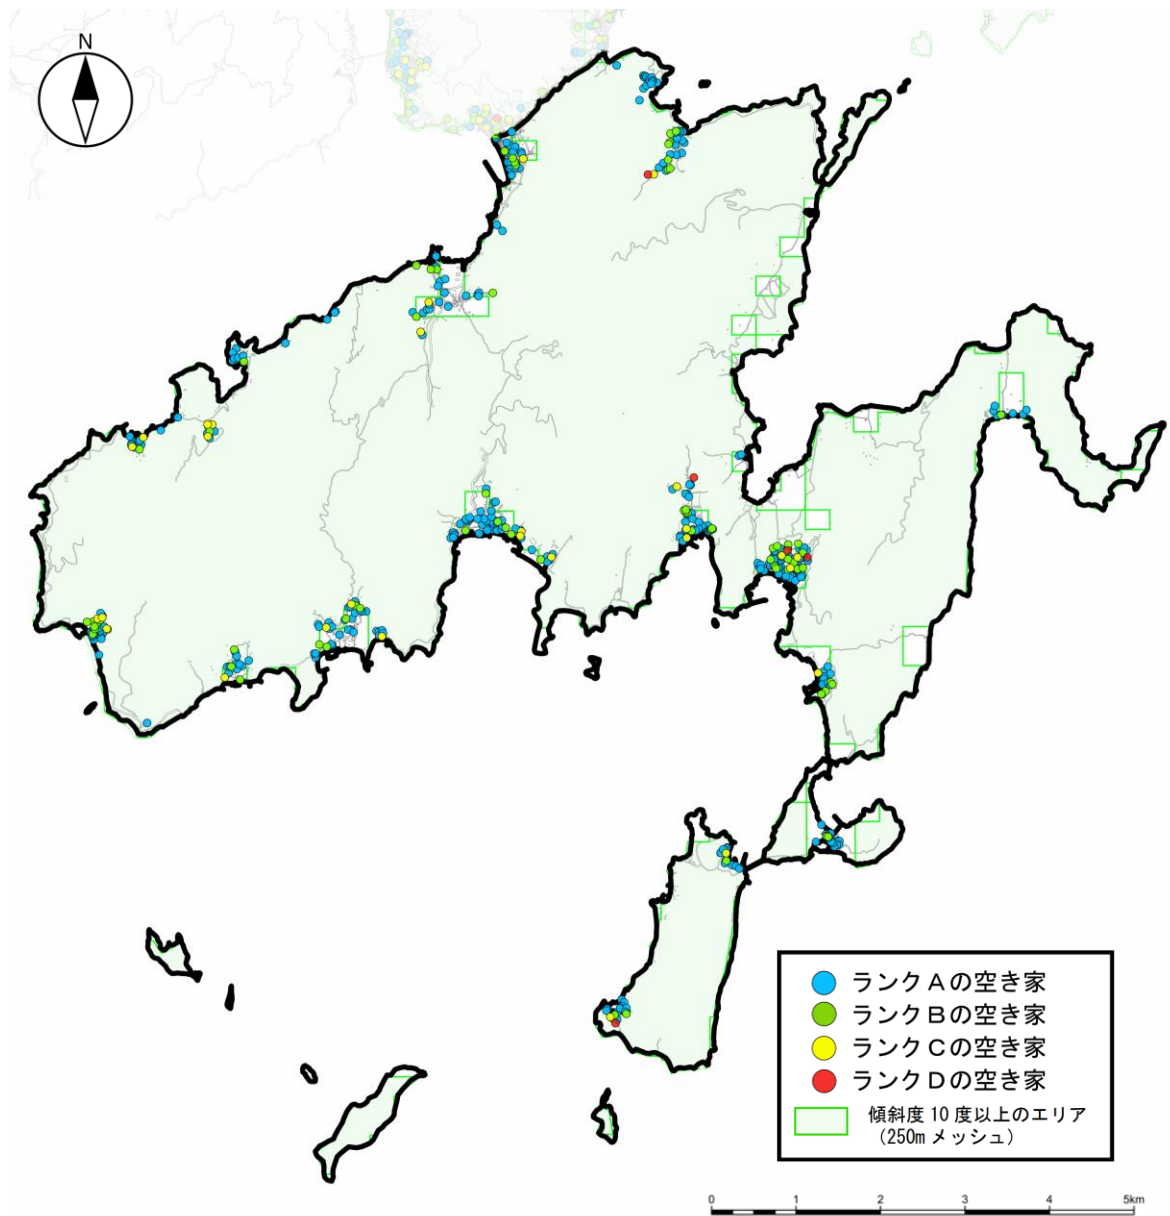 N
ランクAの空き家
ランクBの空き家
ランクCの空き家
ランクDの空き家
傾斜度 10 度以上のエリア
（250m メッシュ）
0 1 2 3 4 5km